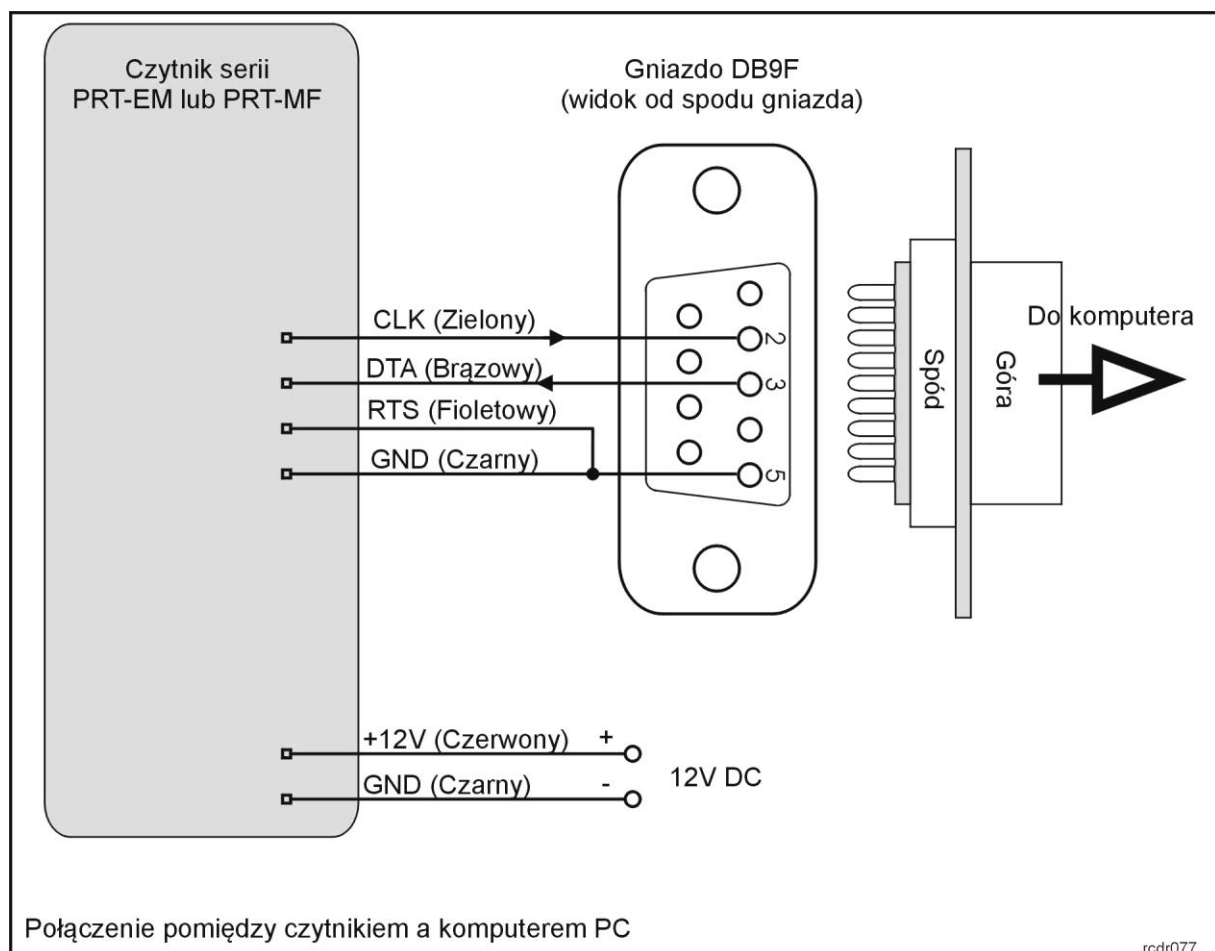 Czytnik serii
PRT-EM lub PRT-MF
Gniazdo DB9F
(widok od spodu gniazda)
CLK (Zielony)
DTA (Brązowy)
RTS (Fioletowy)
GND (Czarny)
2
3
5
Spód
Góra
Do komputera
+12V (Czerwony) +
GND (Czarny) -
12V DC
Połączenie pomiędzy czytnikiem a komputerem PC
rcdr077